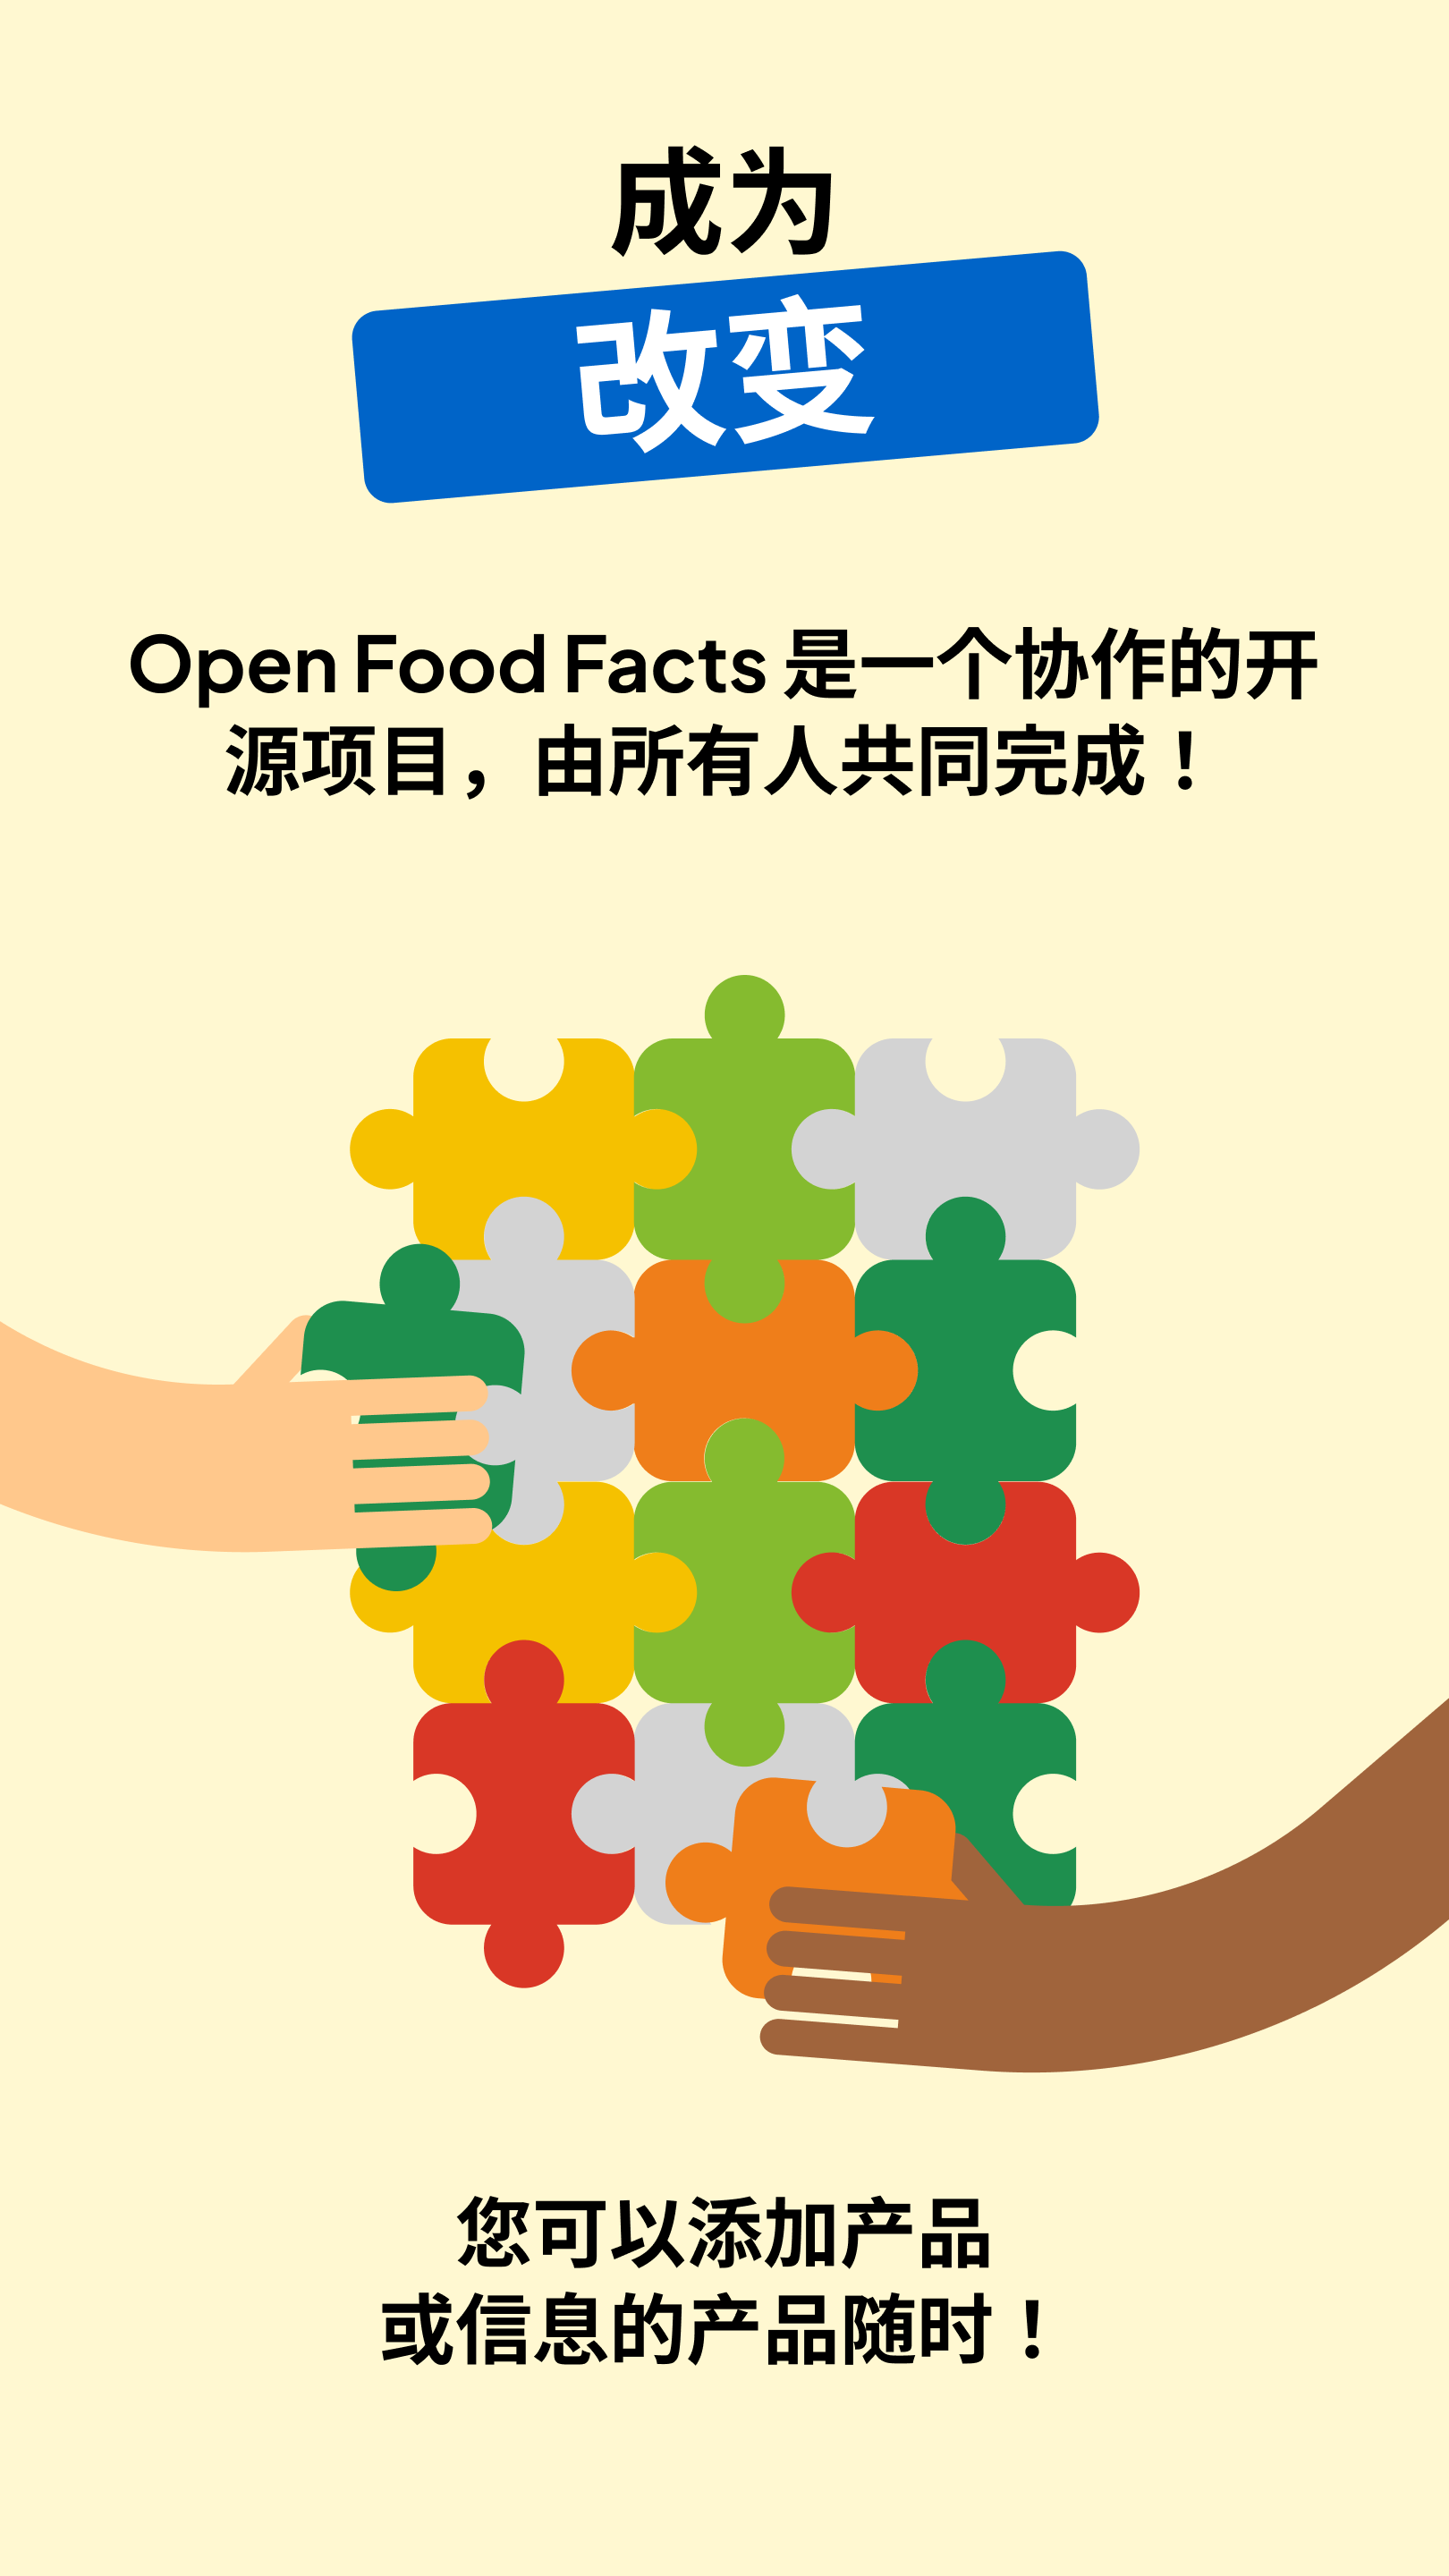 成为
改变
Open Food Facts 是一个协作的开
源项目，由所有人共同完成！
您可以添加产品
或信息的产品随时！